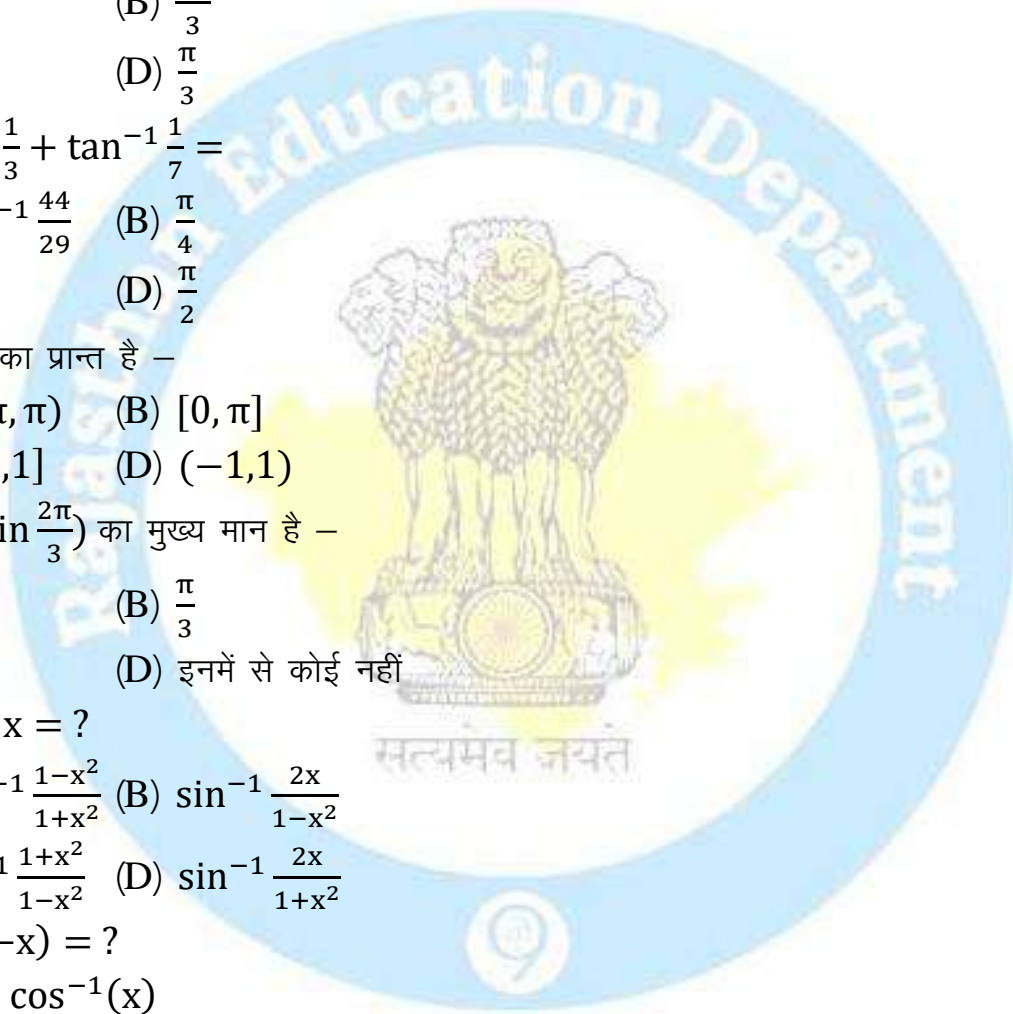 (B) 3
(D) π/3
1/3 + tan⁻¹ 1/7 =
⁻¹ 44/29 (B) π/4
(D) π/2
का प्रान्त है –
π, π) (B) [0, π]
,1] (D) (−1,1)
in 2π/3) का मुख्य मान है –
(B) π/3
(D) इनमें से कोई नहीं
x = ?
⁻¹ (1−x²)/(1+x²) (B) sin⁻¹ 2x/(1−x²)
¹ (1+x²)/(1−x²) (D) sin⁻¹ 2x/(1+x²)
−x) = ?
cos⁻¹(x)
Rajasthan Education Department
सत्यमेव जयते